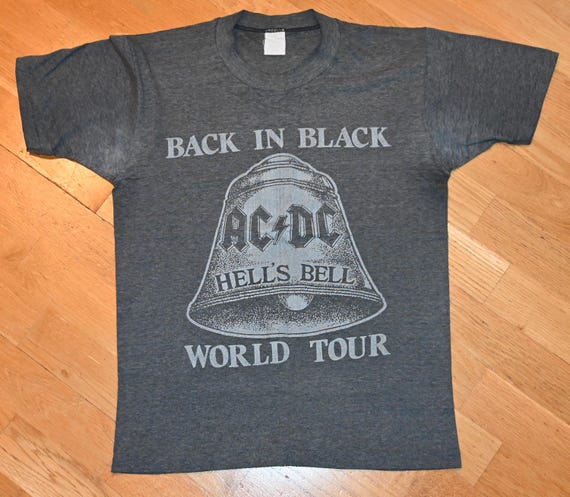 BACK IN BLACK
AC⚡DC
HELL'S BELL
WORLD TOUR